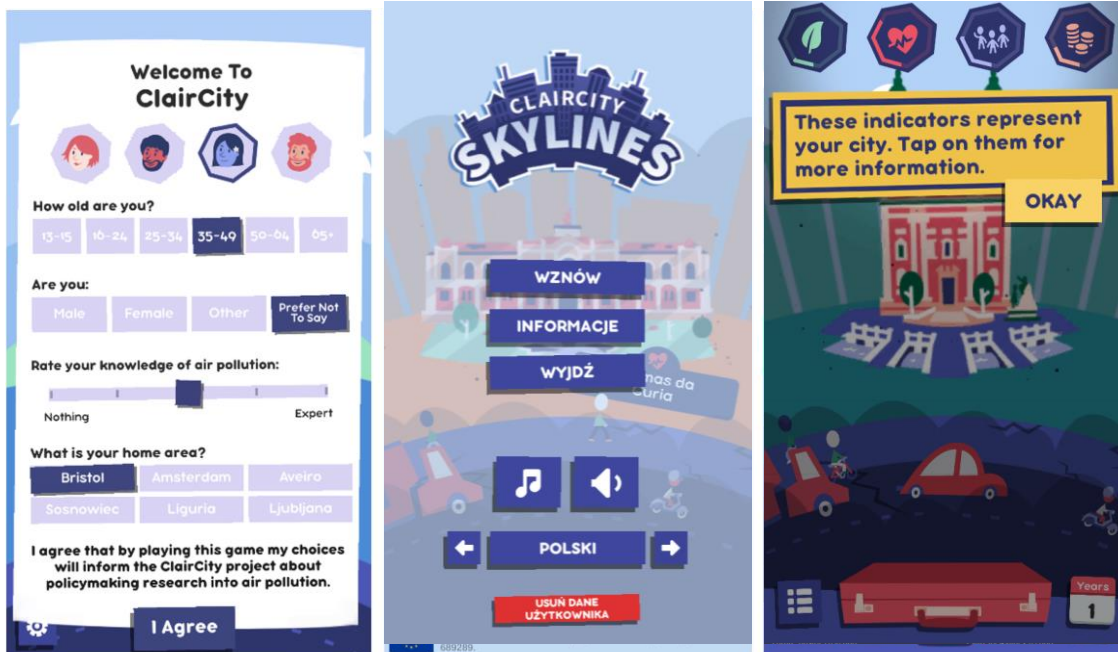 Welcome To
ClairCity
How old are you?
13-15 16-24 25-34 35-49 50-64 65+
Are you:
Male Female Other Prefer Not
To Say
Rate your knowledge of air pollution:
Nothing Expert
What is your home area?
Bristol Amsterdam Aveiro
Sosnowiec Liguria Ljubljana
I agree that by playing this game my choices
will inform the ClairCity project about
policymaking research into air pollution.
I Agree
CLAIRCITY
SKYLINES
WZNÓW
INFORMACJE
WYJDŹ
mas da
Curia
POLSKI
USUŃ DANE
UŻYTKOWNIKA
689289.
These indicators represent
your city. Tap on them for
more information.
OKAY
Years
1